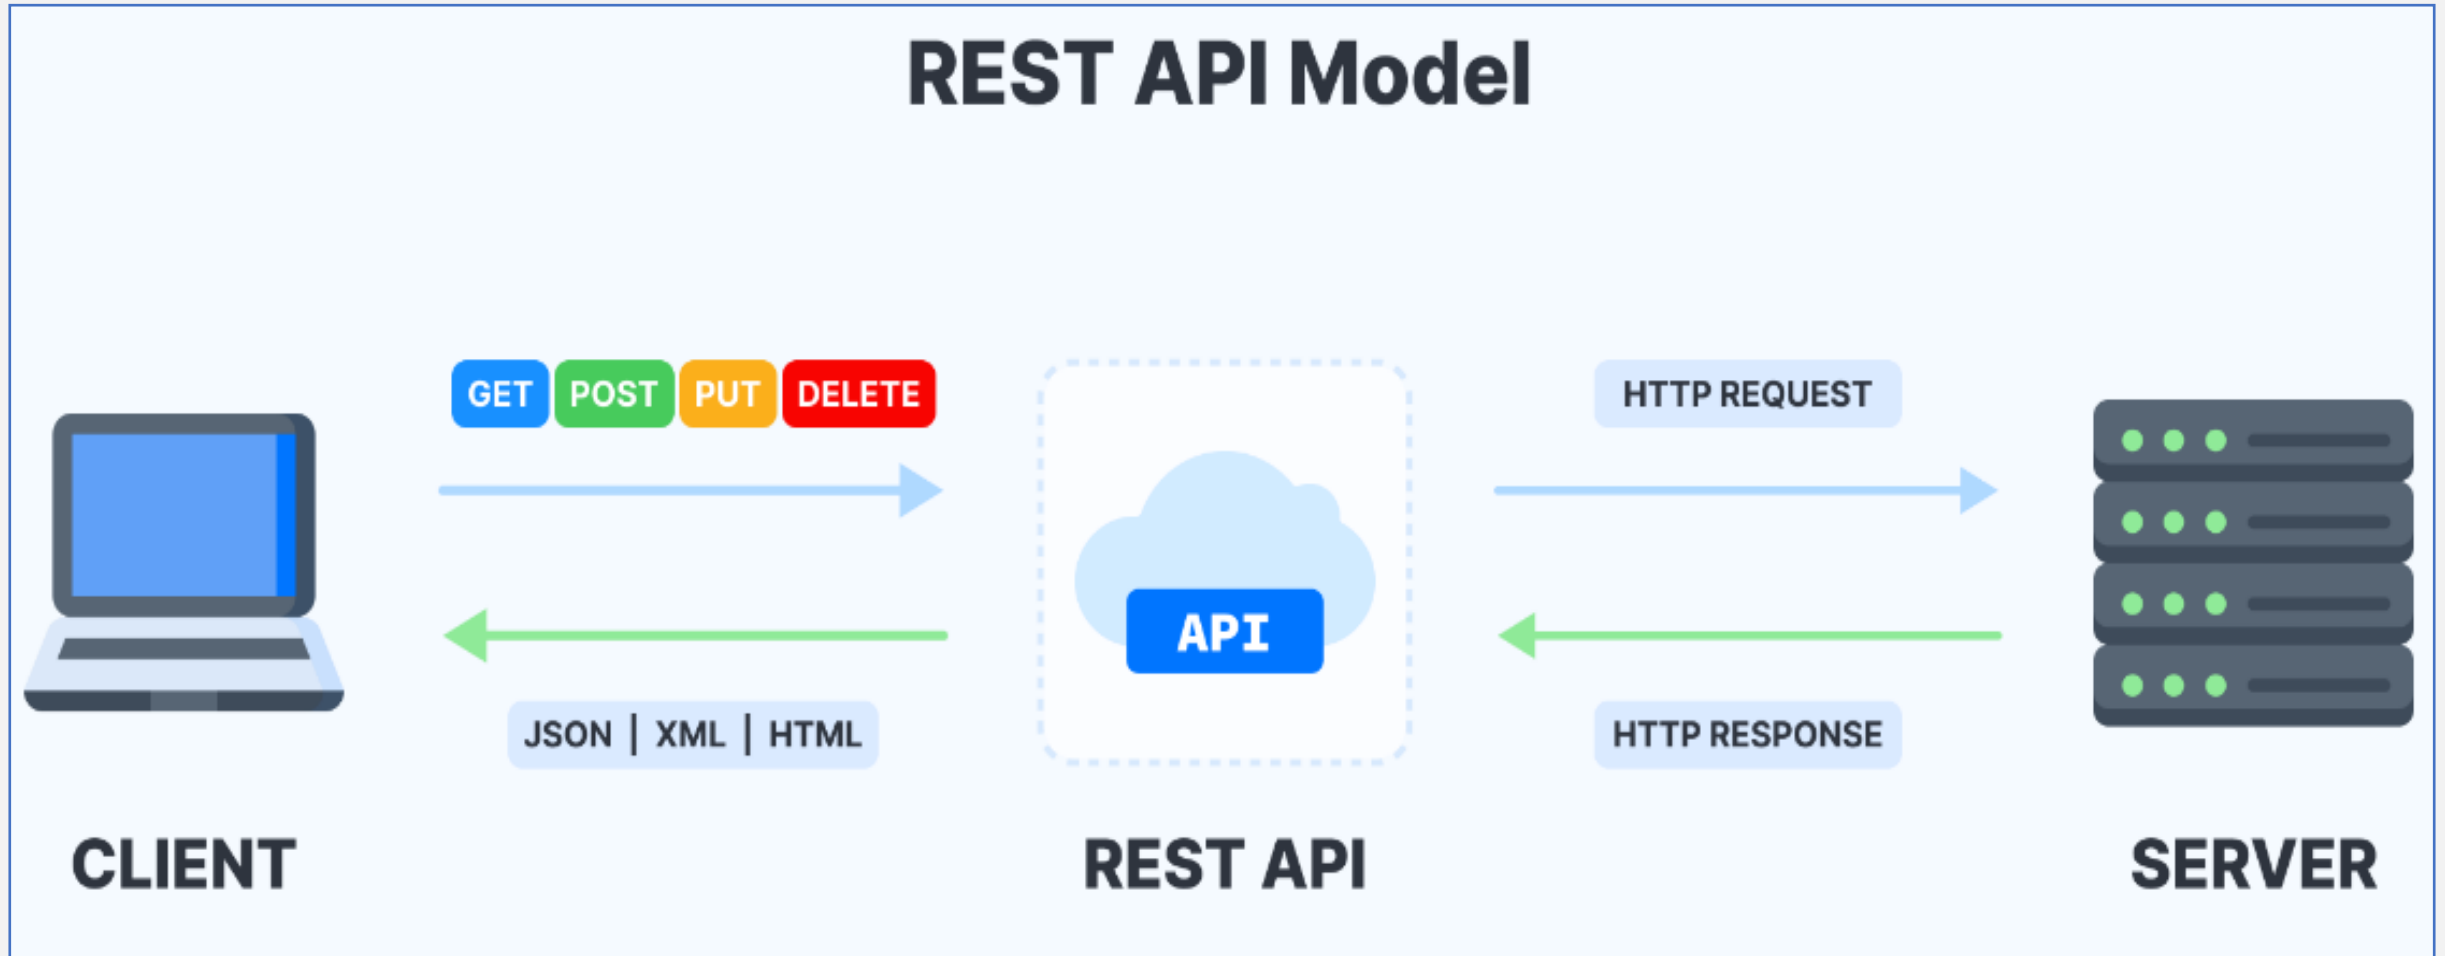 REST API Model
GET POST PUT DELETE
HTTP REQUEST
API
JSON | XML | HTML
HTTP RESPONSE
CLIENT
REST API
SERVER